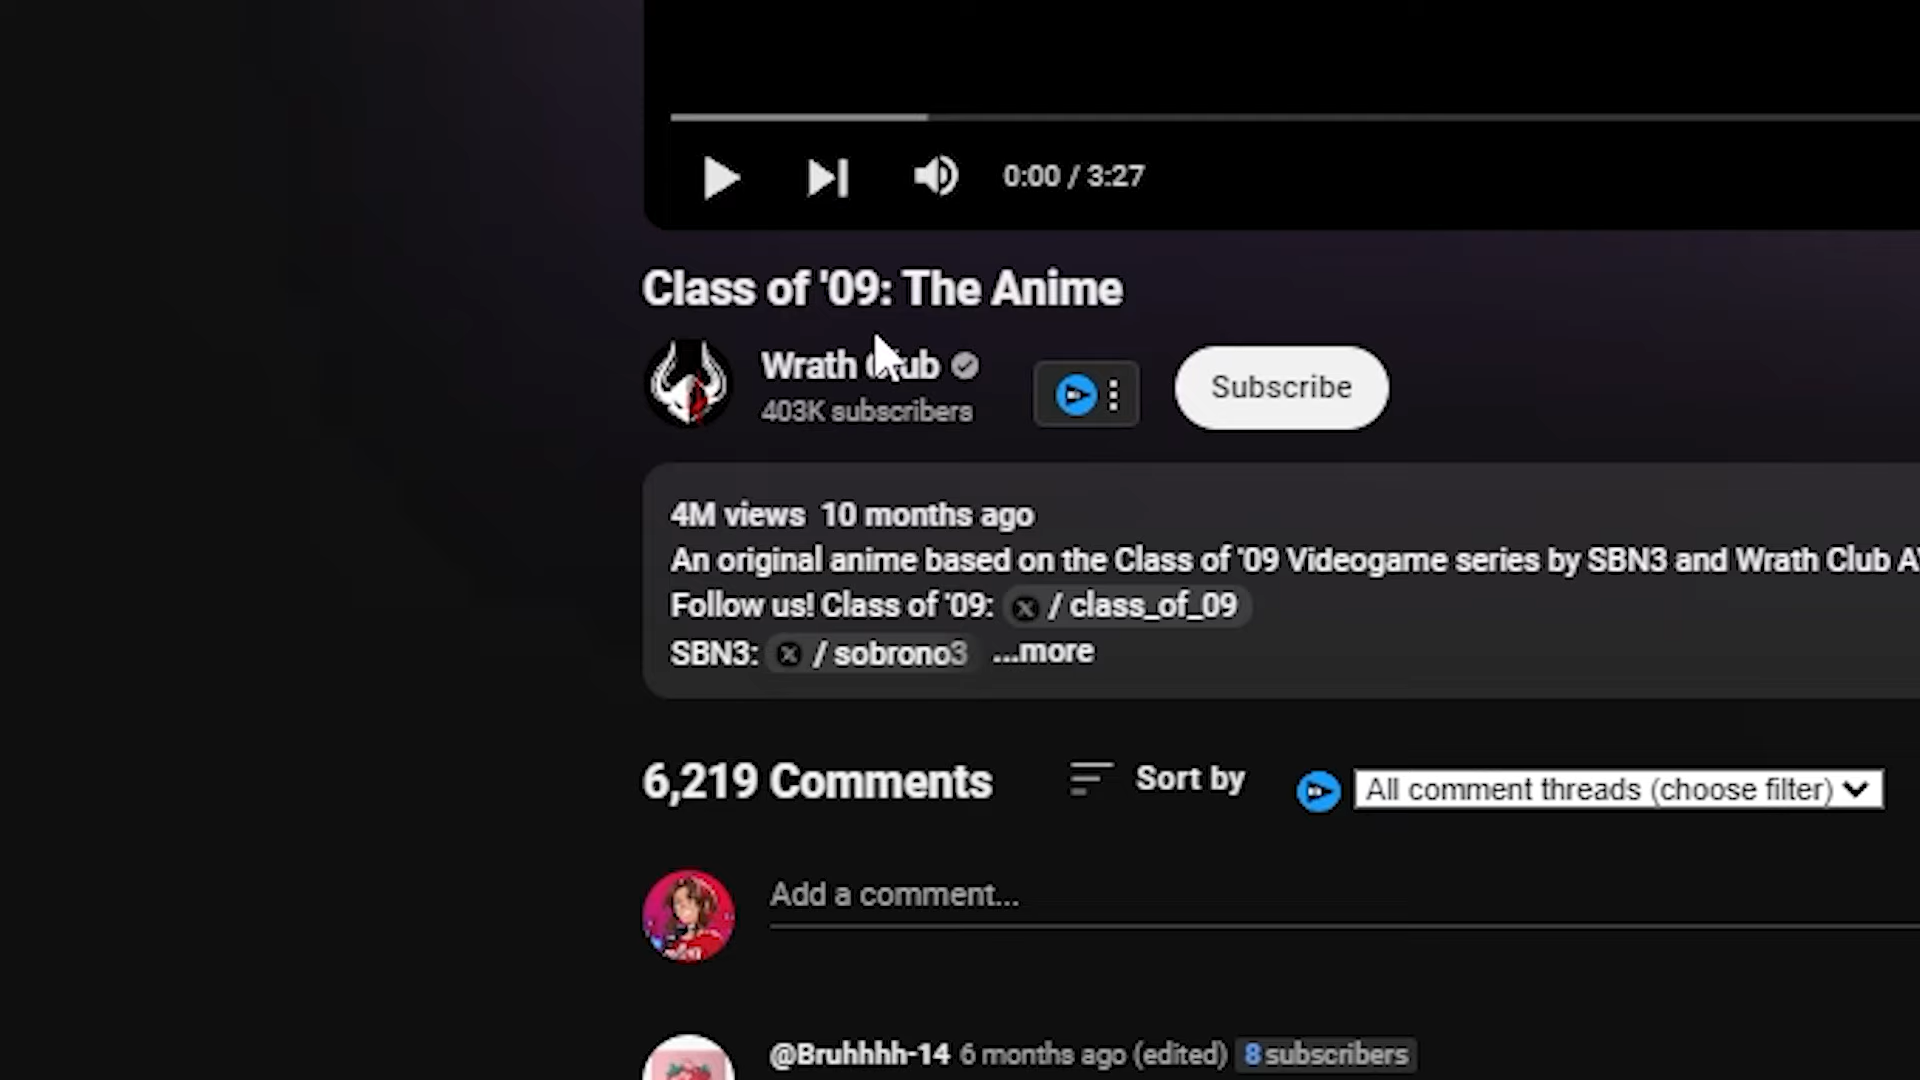 0:00 / 3:27
Class of '09: The Anime
Wrath Club
403K subscribers
Subscribe
4M views 10 months ago
An original anime based on the Class of '09 Videogame series by SBN3 and Wrath Club
Follow us! Class of '09: / class_of_09
SBN3: / sobrono3 ...more
6,219 Comments
Sort by
All comment threads (choose filter)
Add a comment...
@Bruhhhh-14 6 months ago (edited) 8 subscribers